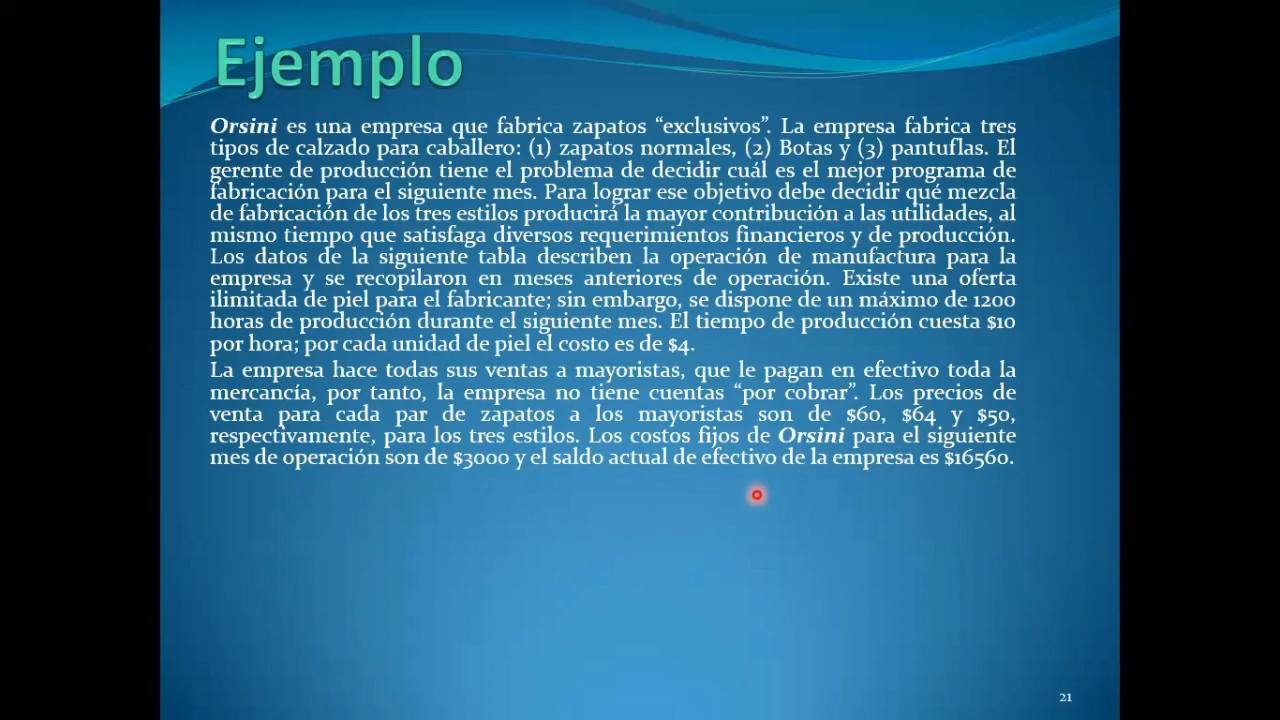 Ejemplo
Orsini es una empresa que fabrica zapatos “exclusivos”. La empresa fabrica tres
tipos de calzado para caballero: (1) zapatos normales, (2) Botas y (3) pantuflas. El
gerente de producción tiene el problema de decidir cuál es el mejor programa de
fabricación para el siguiente mes. Para lograr ese objetivo debe decidir qué mezcla
de fabricación de los tres estilos producirá la mayor contribución a las utilidades, al
mismo tiempo que satisfaga diversos requerimientos financieros y de producción.
Los datos de la siguiente tabla describen la operación de manufactura para la
empresa y se recopilaron en meses anteriores de operación. Existe una oferta
ilimitada de piel para el fabricante; sin embargo, se dispone de un máximo de 1200
horas de producción durante el siguiente mes. El tiempo de producción cuesta $10
por hora; por cada unidad de piel el costo es de $4.
La empresa hace todas sus ventas a mayoristas, que le pagan en efectivo toda la
mercancía, por tanto, la empresa no tiene cuentas “por cobrar”. Los precios de
venta para cada par de zapatos a los mayoristas son de $60, $64 y $50,
respectivamente, para los tres estilos. Los costos fijos de Orsini para el siguiente
mes de operación son de $3000 y el saldo actual de efectivo de la empresa es $16560.
21